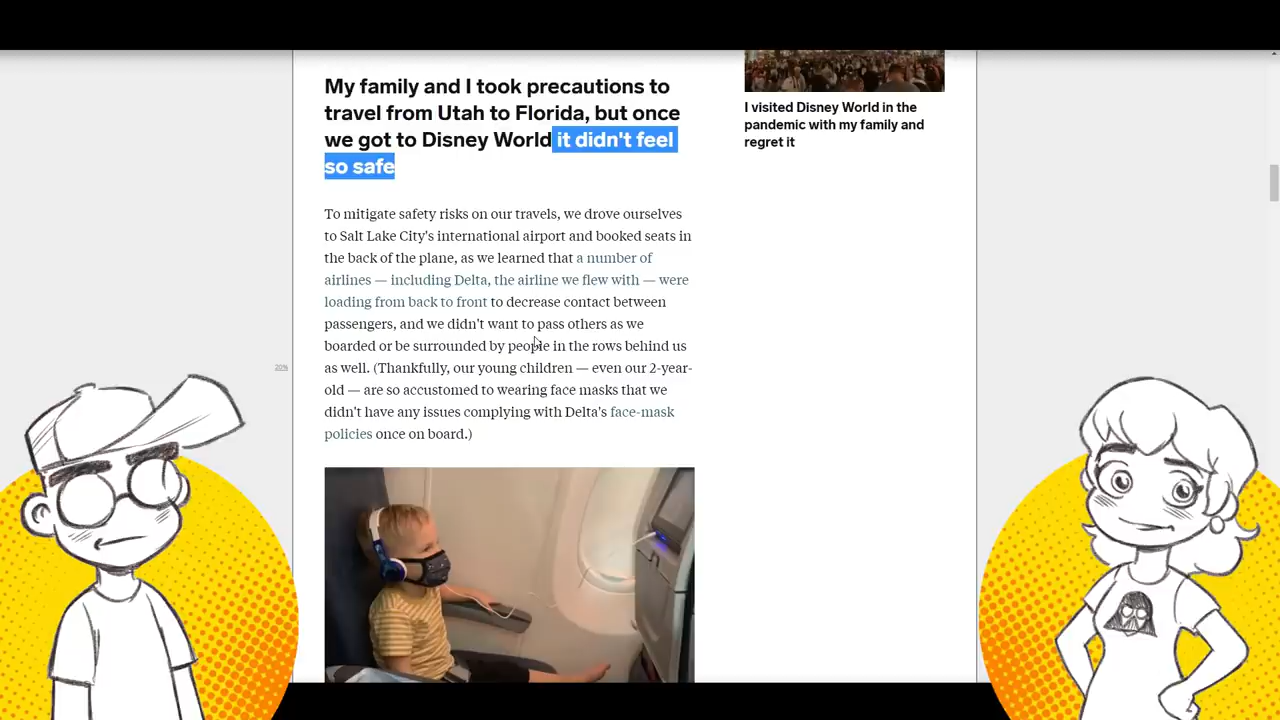 My family and I took precautions to
travel from Utah to Florida, but once
we got to Disney World it didn't feel
so safe
To mitigate safety risks on our travels, we drove ourselves
to Salt Lake City's international airport and booked seats in
the back of the plane, as we learned that a number of
airlines — including Delta, the airline we flew with — were
loading from back to front to decrease contact between
passengers, and we didn't want to pass others as we
boarded or be surrounded by people in the rows behind us
as well. (Thankfully, our young children — even our 2-year-
old — are so accustomed to wearing face masks that we
didn't have any issues complying with Delta's face-mask
policies once on board.)
I visited Disney World in the
pandemic with my family and
regret it
20%